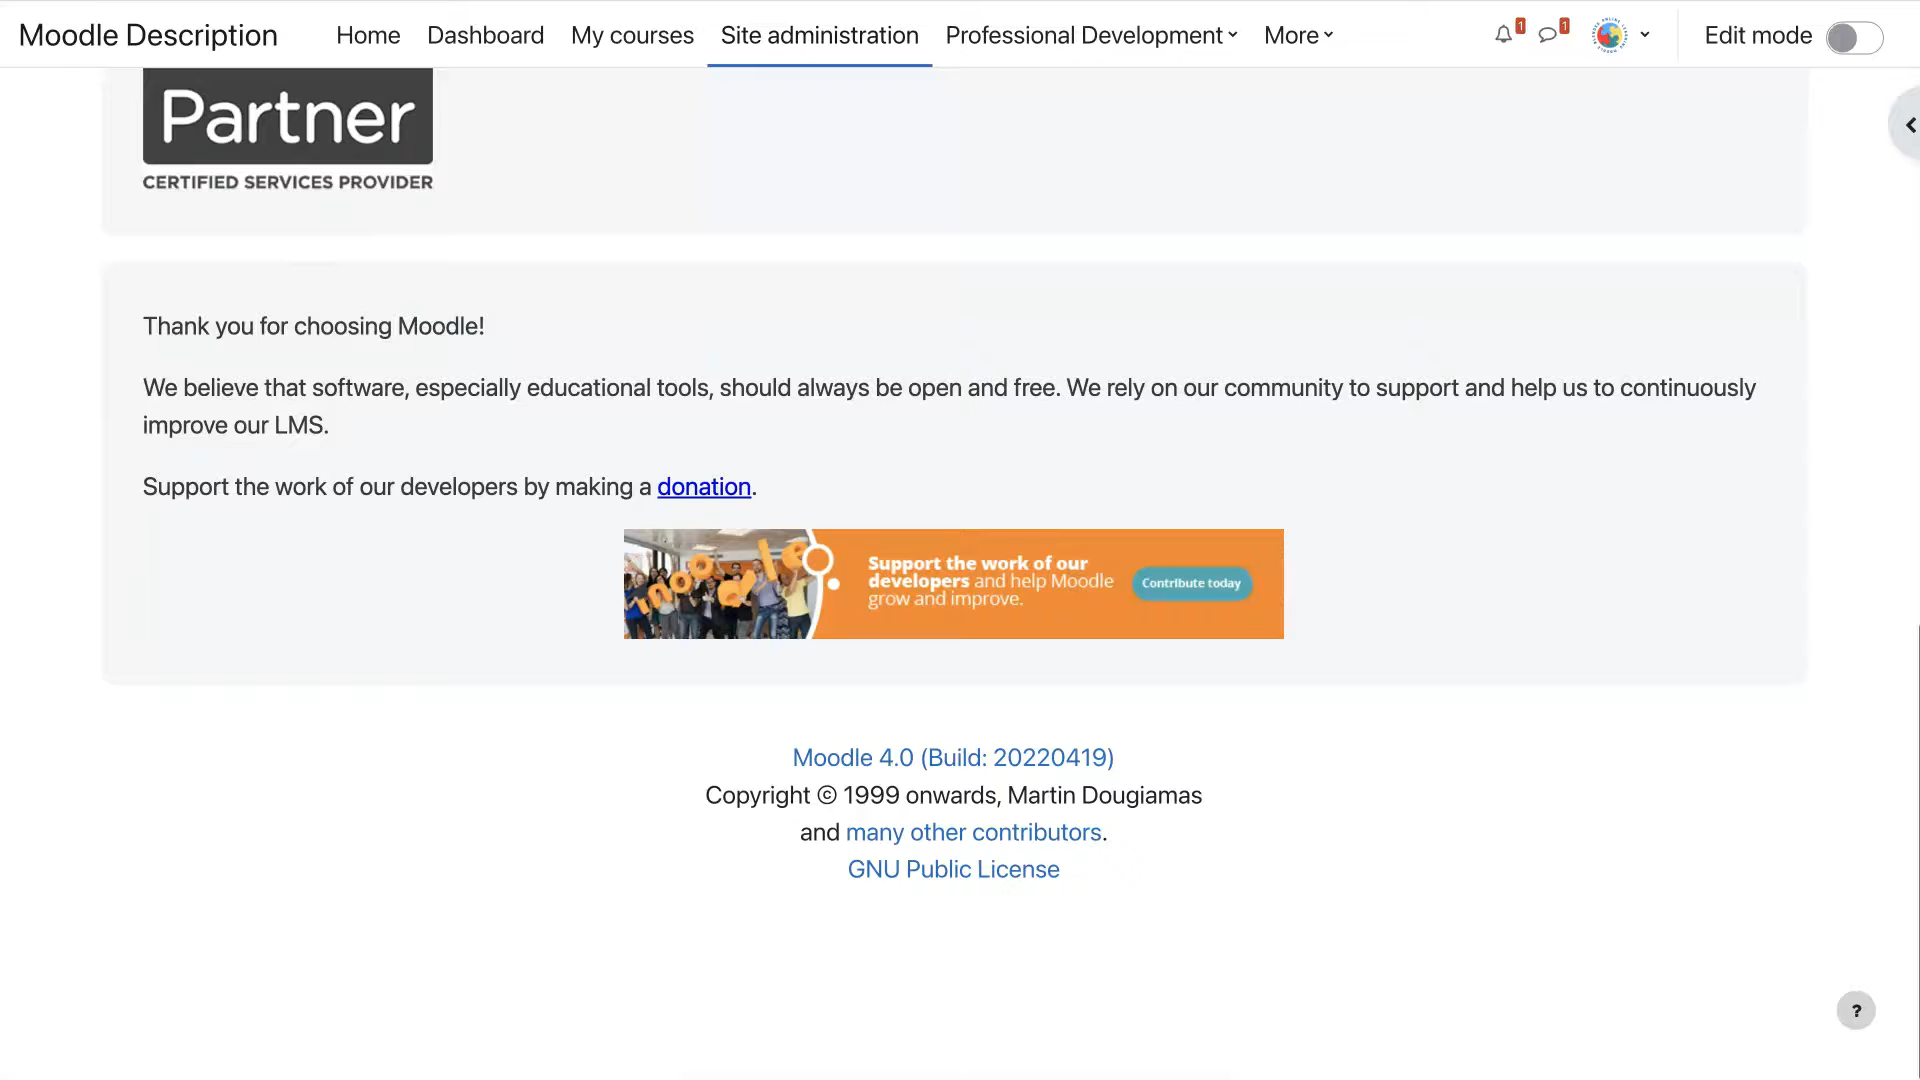 Moodle Description Home Dashboard My courses Site administration Professional Development More 1 1 Edit mode
Partner
CERTIFIED SERVICES PROVIDER
Thank you for choosing Moodle!
We believe that software, especially educational tools, should always be open and free. We rely on our community to support and help us to continuously
improve our LMS.
Support the work of our developers by making a donation.
moodle
Support the work of our
developers and help Moodle
grow and improve.
Contribute today
Moodle 4.0 (Build: 20220419)
Copyright © 1999 onwards, Martin Dougiamas
and many other contributors.
GNU Public License
?